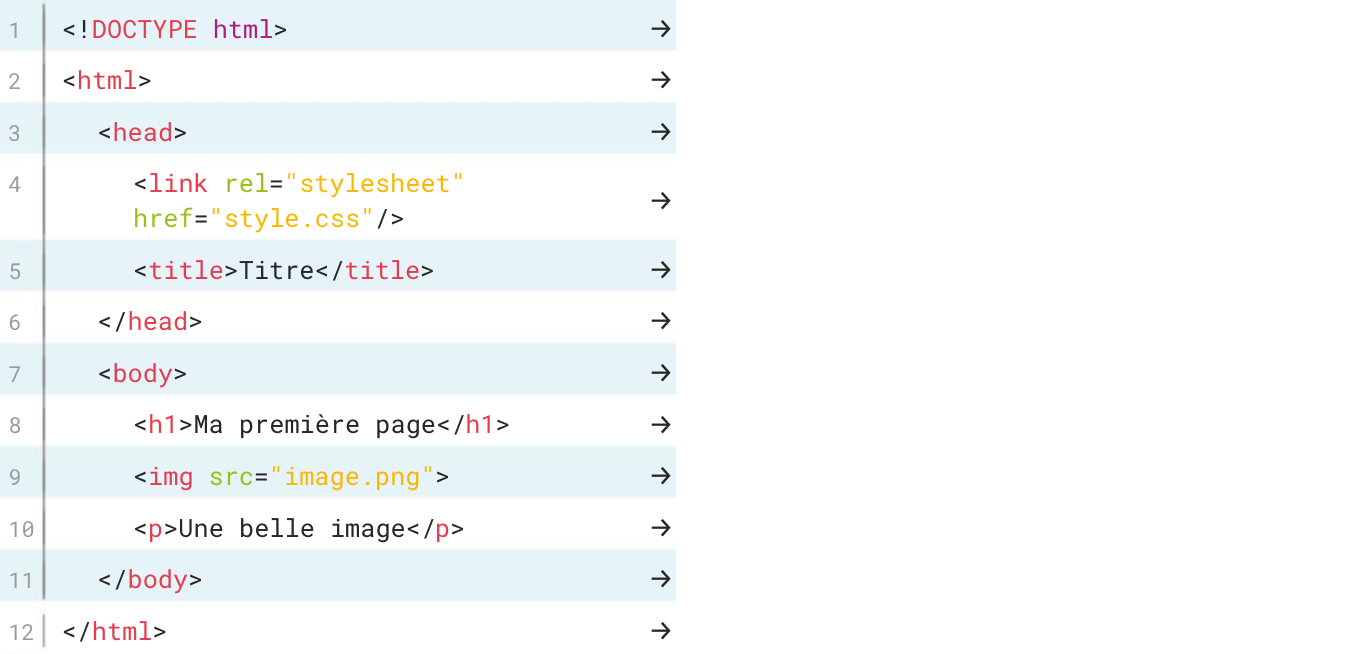 1 <!DOCTYPE html> →
2 <html> →
3 <head> →
4 <link rel="stylesheet" →
href="style.css"/>
5 <title>Titre</title> →
6 </head> →
7 <body> →
8 <h1>Ma première page</h1> →
9 <img src="image.png"> →
10 <p>Une belle image</p> →
11 </body> →
12 </html> →